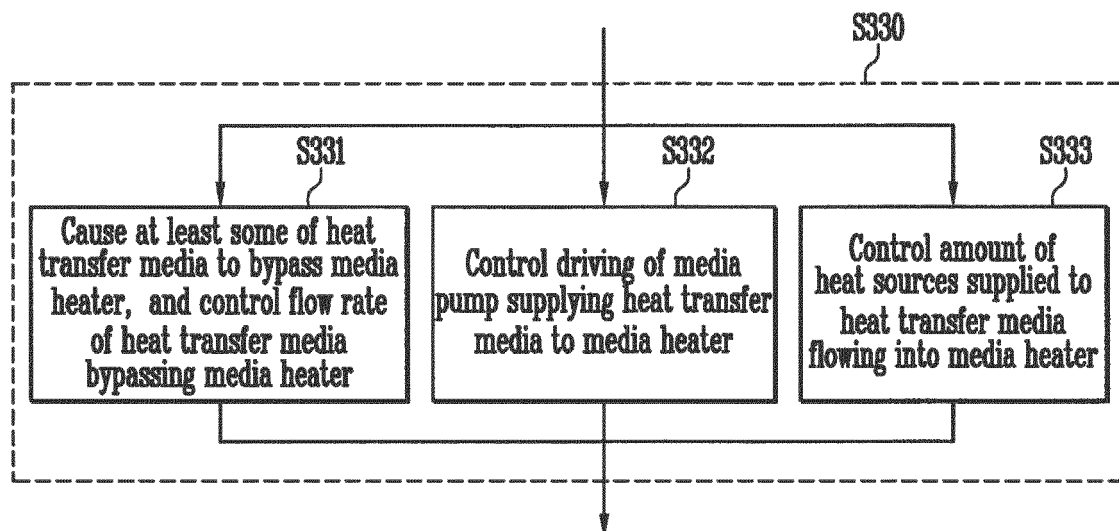 S330
S331
Cause at least some of heat
transfer media to bypass media
heater, and control flow rate
of heat transfer media
bypassing media heater
S332
Control driving of media
pump supplying heat transfer
media to media heater
S333
Control amount of
heat sources supplied to
heat transfer media
flowing into media heater